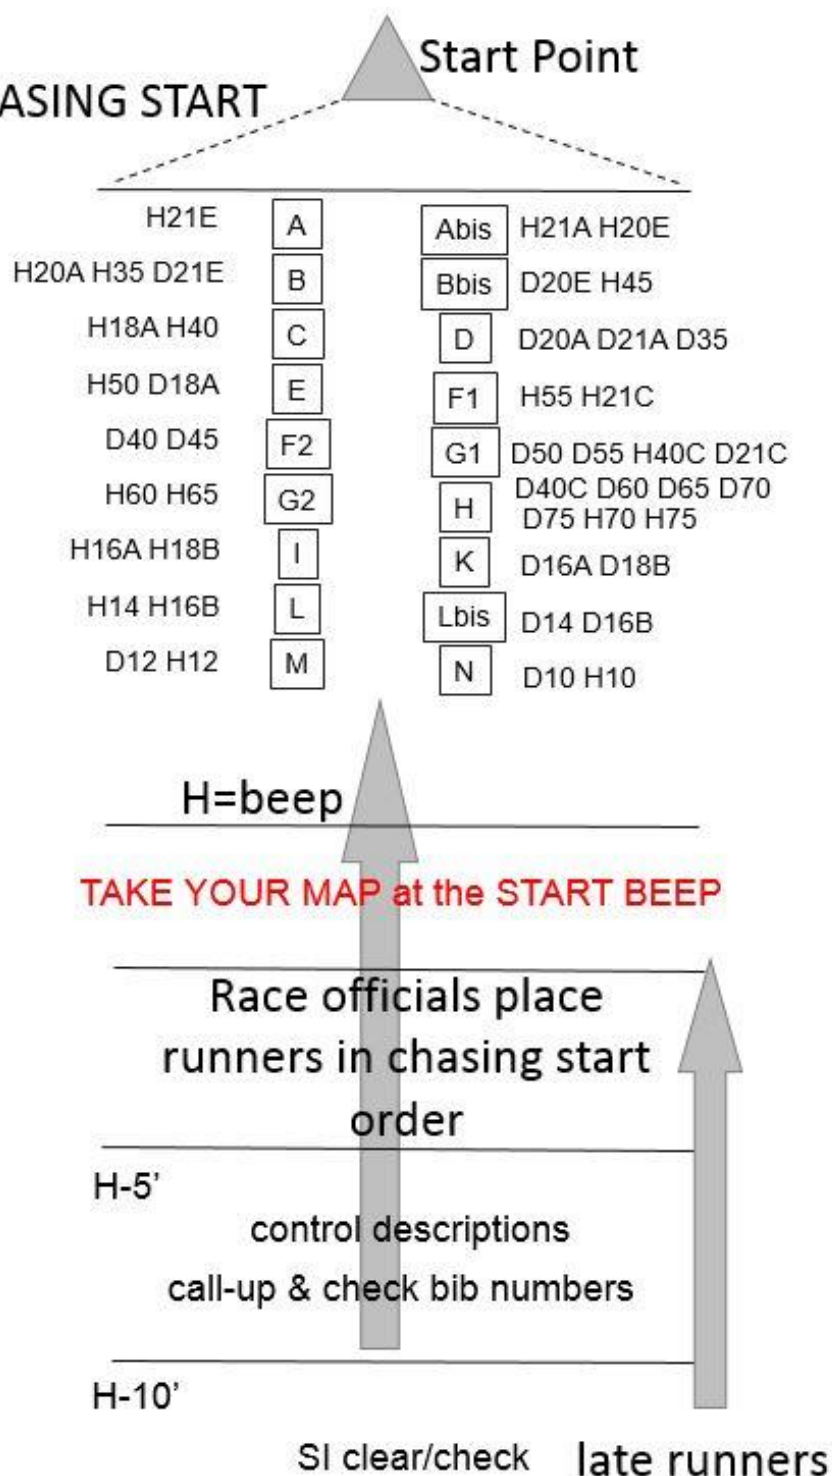 Start Point
ASING START
H21E A Abis H21A H20E
H20A H35 D21E B Bbis D20E H45
H18A H40 C D D20A D21A D35
H50 D18A E F1 H55 H21C
D40 D45 F2 G1 D50 D55 H40C D21C
H60 H65 G2 H D40C D60 D65 D70
D75 H70 H75
H16A H18B I K D16A D18B
H14 H16B L Lbis D14 D16B
D12 H12 M N D10 H10
H=beep
TAKE YOUR MAP at the START BEEP
Race officials place
runners in chasing start
order
H-5’
control descriptions
call-up & check bib numbers
H-10’
SI clear/check late runners